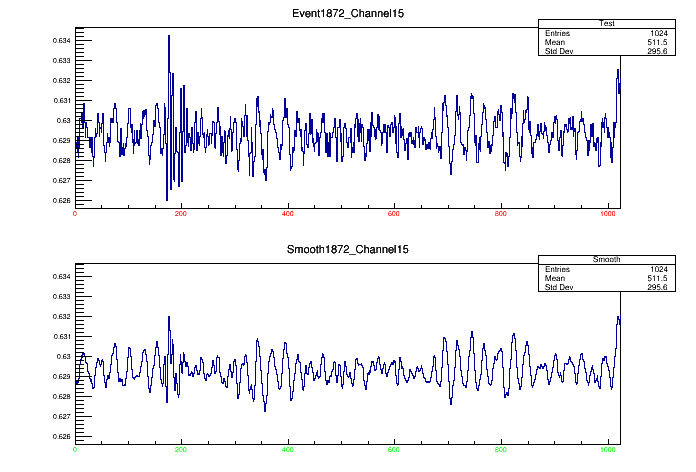 Event1872_Channel15
Test
Entries 1024
Mean 511.5
Std Dev 295.6
0.634
0.633
0.632
0.631
0.63
0.629
0.628
0.627
0.626
0 200 400 600 800 1000
Smooth1872_Channel15
Smooth
Entries 1024
Mean 511.5
Std Dev 295.6
0.634
0.633
0.632
0.631
0.63
0.629
0.628
0.627
0.626
0 200 400 600 800 1000